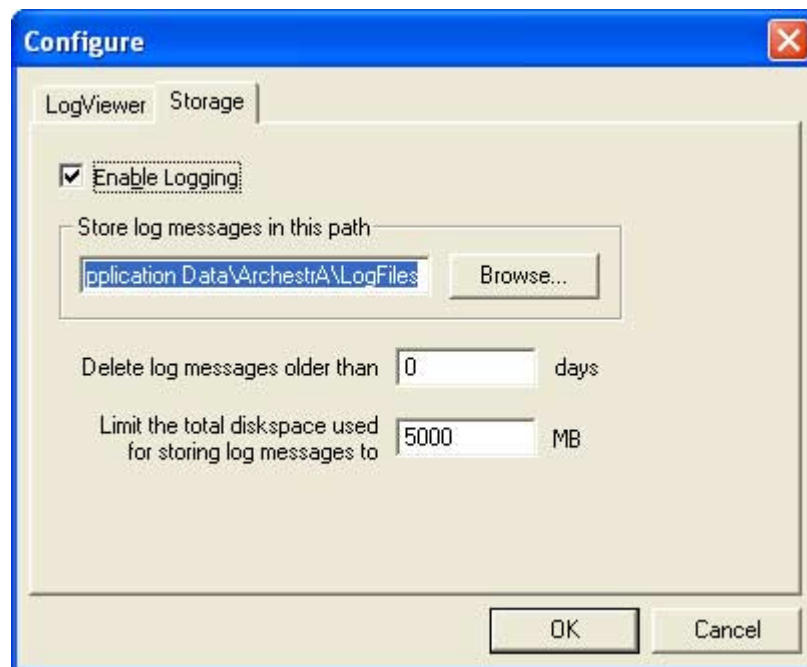 Configure
LogViewer
Storage
Enable Logging
Store log messages in this path
pplication Data\ArchestrA\LogFiles
Browse...
Delete log messages older than 0 days
Limit the total diskspace used
for storing log messages to 5000 MB
OK
Cancel